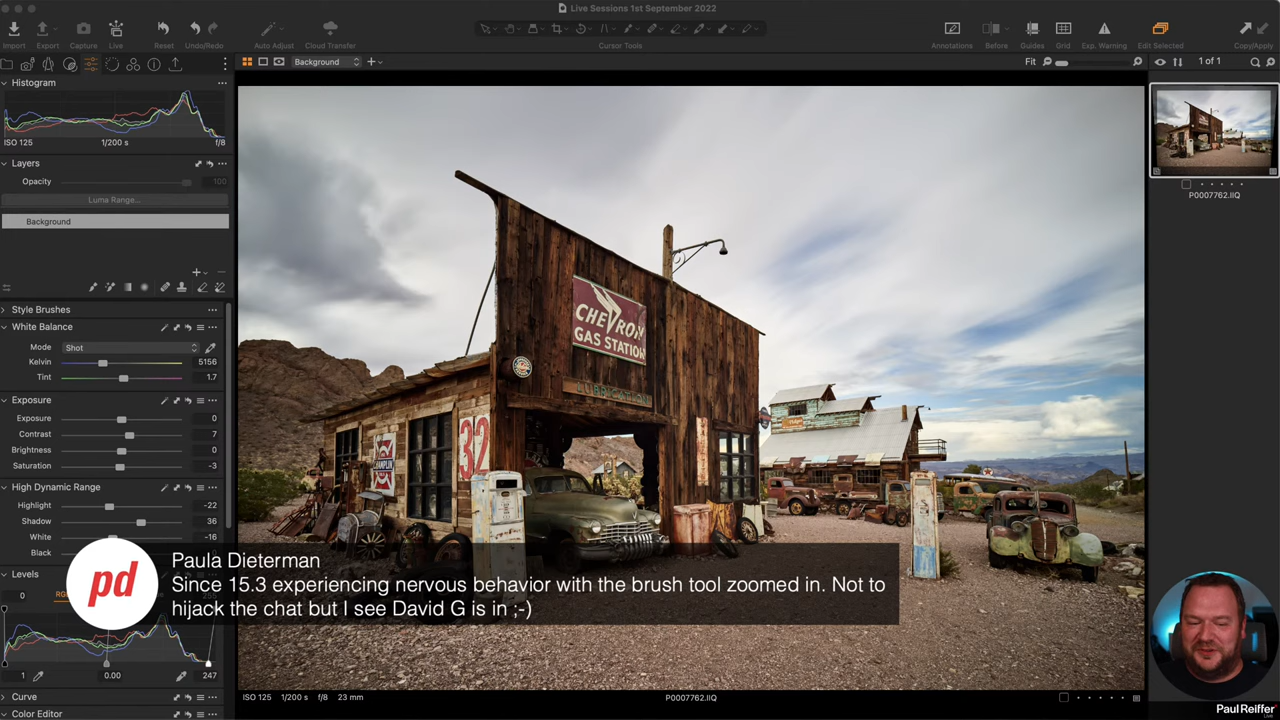 Live Sessions 1st September 2022
Import
Export
Capture
Live
Reset
Undo/Redo
Auto Adjust
Cloud Transfer
Cursor Tools
Annotations
Before
Guides
Grid
Exp. Warning
Edit Selected
Copy/Apply
Background
Fit
1 of 1
Histogram
ISO 125 1/200 s f/8
Layers
Opacity 100
Luma Range...
Background
Style Brushes
White Balance
Mode Shot
Kelvin 5156
Tint 1.7
Exposure
Exposure 0
Contrast 7
Brightness 0
Saturation -3
High Dynamic Range
Highlight -22
Shadow 36
White -16
Black
Levels
0
1 0.00 247
Curve
Color Editor
CHEVRON
GAS STATION
LUBRICATION
32
CHAMPLIN
P0007762.IIQ
pd
Paula Dieterman
Since 15.3 experiencing nervous behavior with the brush tool zoomed in. Not to
hijack the chat but I see David G is in ;-)
ISO 125 1/200 s f/8 23 mm
P0007762.IIQ
Paul Reiffer
Live